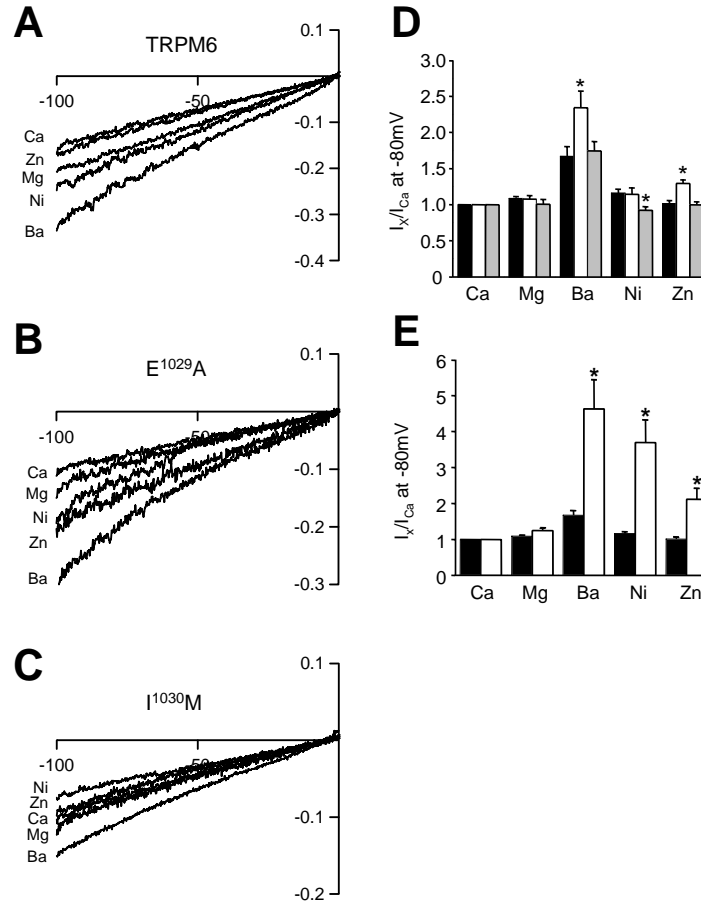 A
TRPM6
0.1
-100
-50
-0.1
-0.2
-0.3
-0.4
Ca
Zn
Mg
Ni
Ba
B
E1029A
0.1
-100
-50
-0.1
-0.2
-0.3
Ca
Mg
Ni
Zn
Ba
C
I1030M
0.1
-100
-50
-0.1
-0.2
Ni
Zn
Ca
Mg
Ba
D
IX/ICa at -80mV
3.0
2.5
2.0
1.5
1.0
0.5
0.0
*
*
*
Ca Mg Ba Ni Zn
E
Ix/ICa at -80mV
6
5
4
3
2
1
0
*
*
*
Ca Mg Ba Ni Zn